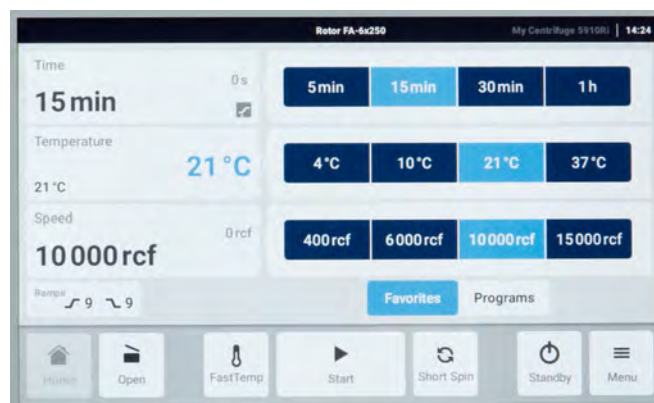 Rotor FA-6x250
My Centrifuge 5910Ri
14:24
Time
0 s
15 min
5 min
15 min
30 min
1 h
Temperature
21 °C
21 °C
4 °C
10 °C
21 °C
37 °C
Speed
0 rcf
10 000 rcf
400 rcf
6 000 rcf
10 000 rcf
15 000 rcf
Ramps
9
9
Favorites
Programs
Home
Open
FastTemp
Start
Short Spin
Standby
Menu